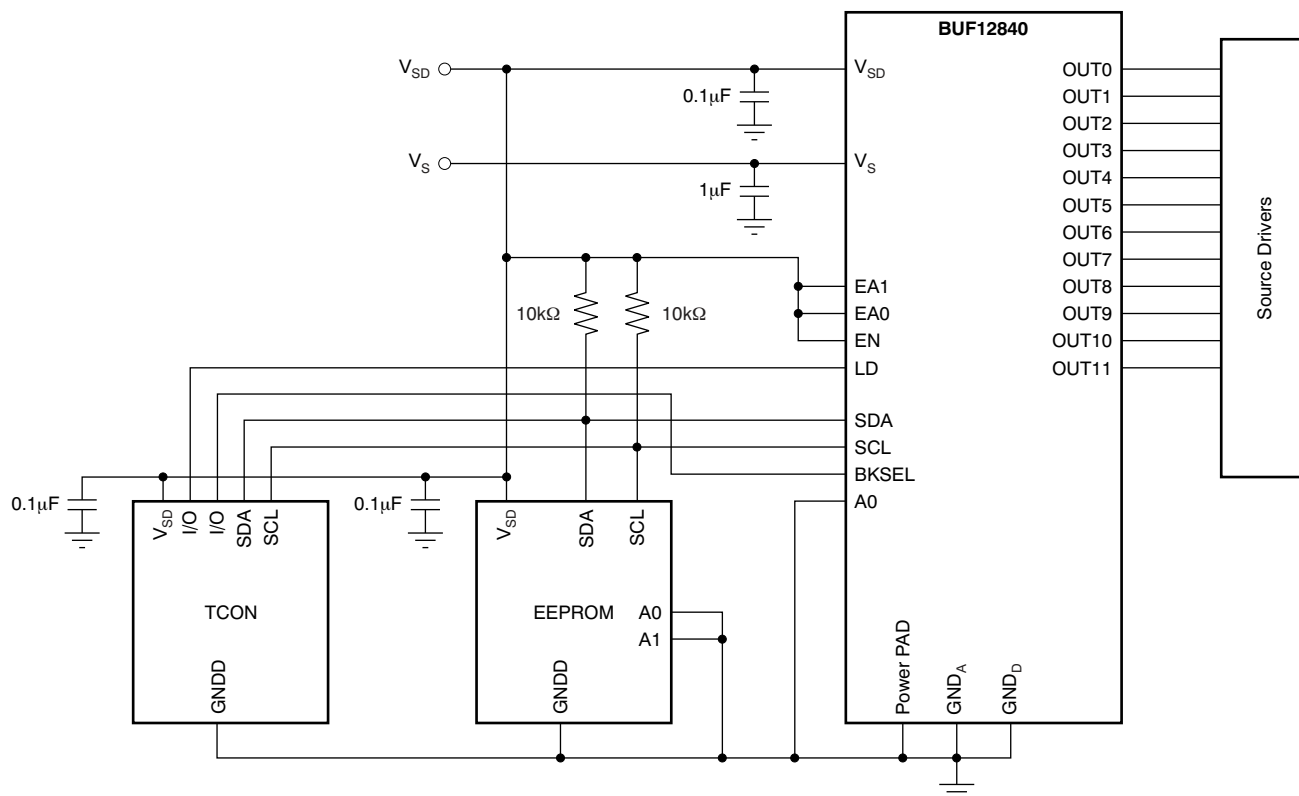 BUF12840
V_SD
V_SD
OUT0
0.1μF
OUT1
OUT2
OUT3
V_S
V_S
OUT4
1μF
OUT5
OUT6
OUT7
OUT8
EA1
10kΩ
10kΩ
EA0
OUT9
EN
OUT10
LD
OUT11
Source Drivers
SDA
SCL
BKSEL
A0
0.1μF
V_SD
I/O
I/O
SDA
SCL
0.1μF
V_SD
SDA
SCL
TCON
EEPROM
A0
A1
GNDD
GNDD
Power PAD
GND_A
GND_D